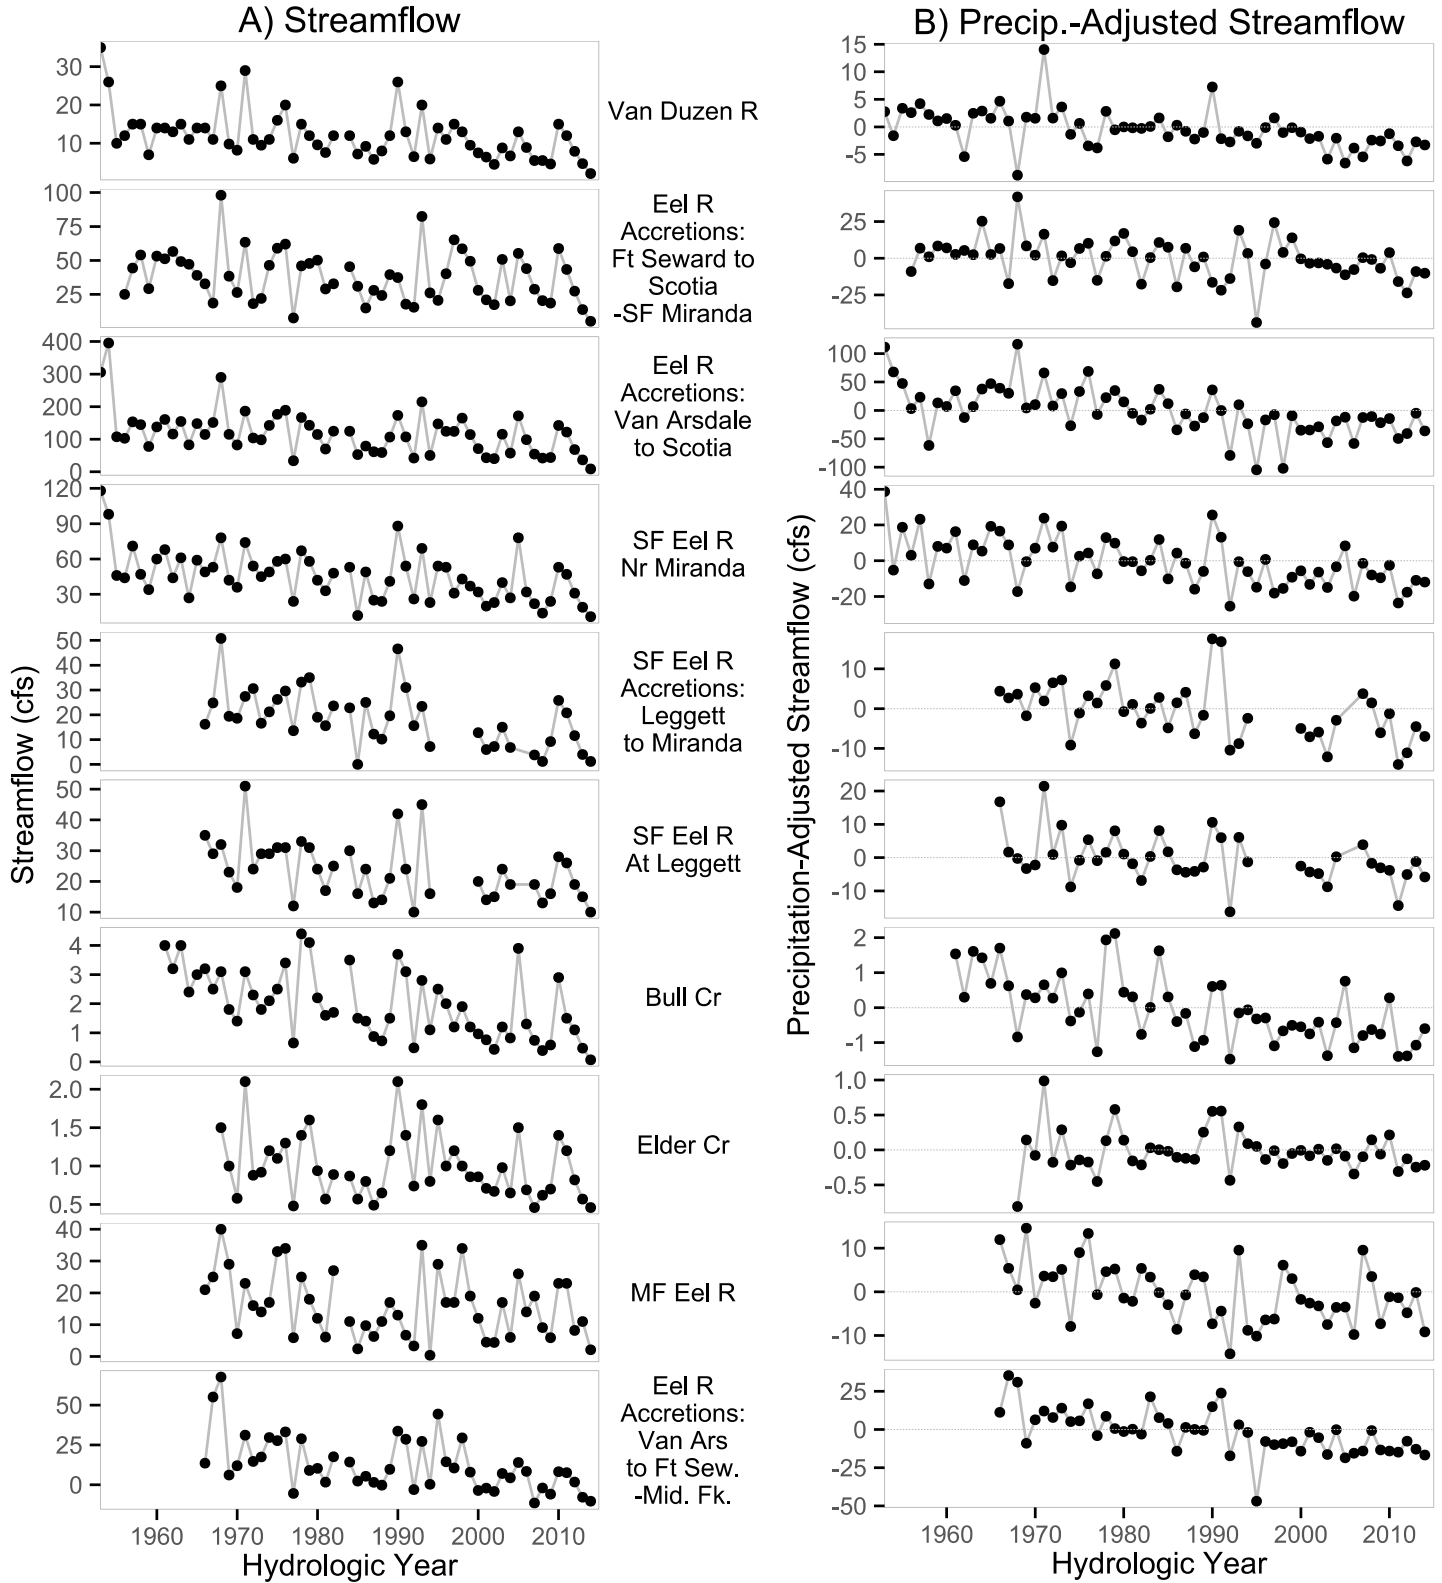 A) Streamflow
B) Precip.-Adjusted Streamflow
Streamflow (cfs)
30
20
10
Van Duzen R
15
10
5
0
-5
100
75
50
25
Eel R
Accretions:
Ft Seward to
Scotia
-SF Miranda
25
0
-25
400
300
200
100
0
Eel R
Accretions:
Van Arsdale
to Scotia
100
50
0
-50
-100
120
90
60
30
SF Eel R
Nr Miranda
Precipitation-Adjusted Streamflow (cfs)
40
20
0
-20
50
40
30
20
10
0
SF Eel R
Accretions:
Leggett
to Miranda
10
0
-10
50
40
30
20
10
SF Eel R
At Leggett
20
10
0
-10
4
3
2
1
0
Bull Cr
2
1
0
-1
2.0
1.5
1.0
0.5
Elder Cr
1.0
0.5
0.0
-0.5
40
30
20
10
0
MF Eel R
10
0
-10
50
25
0
Eel R
Accretions:
Van Ars
to Ft Sew.
-Mid. Fk.
25
0
-25
-50
1960 1970 1980 1990 2000 2010
Hydrologic Year
1960 1970 1980 1990 2000 2010
Hydrologic Year